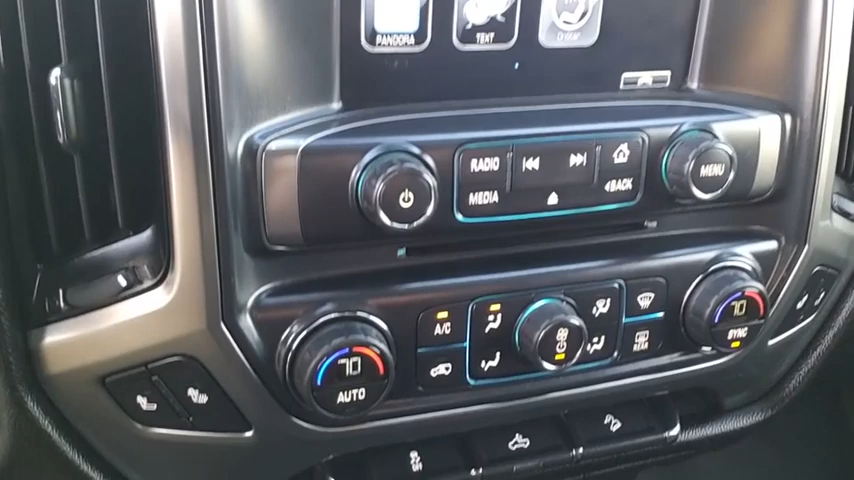 PANDORA
TEXT
RADIO
MEDIA
BACK
MENU
A/C
70
AUTO
REAR
70
SYNC